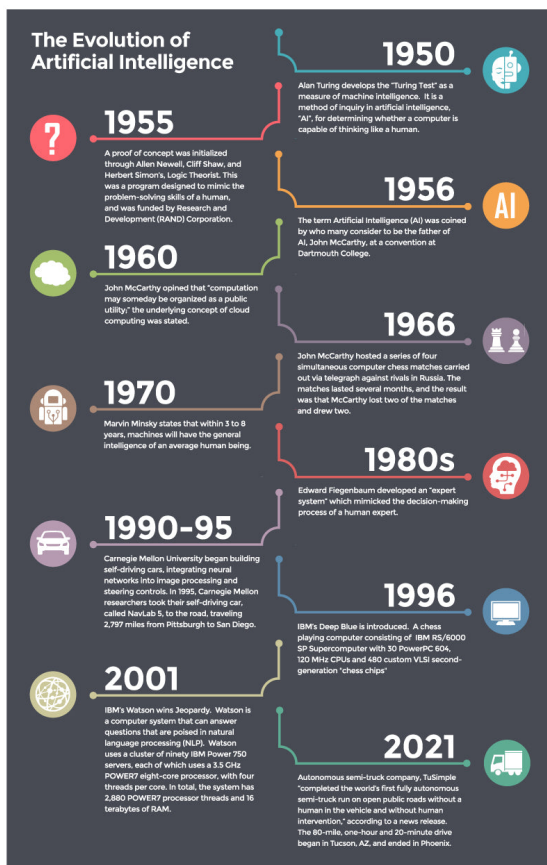 The Evolution of
Artificial Intelligence
1950
Alan Turing develops the "Turing Test" as a
measure of machine intelligence. It is a
method of inquiry in artificial intelligence,
"AI", for determining whether a computer is
capable of thinking like a human.
?
1955
A proof of concept was initialized
through Allen Newell, Cliff Shaw, and
Herbert Simon's, Logic Theorist. This
was a program designed to mimic the
problem-solving skills of a human,
and was funded by Research and
Development (RAND) Corporation.
1956
AI
The term Artificial Intelligence (AI) was coined
by who many consider to be the father of
AI, John McCarthy, at a convention at
Dartmouth College.
1960
John McCarthy opined that "computation
may someday be organized as a public
utility;" the underlying concept of cloud
computing was stated.
1966
John McCarthy hosted a series of four
simultaneous computer chess matches carried
out via telegraph against rivals in Russia. The
matches lasted several months, and the result
was that McCarthy lost two of the matches
and drew two.
1970
Marvin Minsky states that within 3 to 8
years, machines will have the general
intelligence of an average human being.
1980s
Edward Fiegenbaum developed an "expert
system" which mimicked the decision-making
process of a human expert.
1990-95
Carnegie Mellon University began building
self-driving cars, integrating neural
networks into image processing and
steering controls. In 1995, Carnegie Mellon
researchers took their self-driving car,
called NavLab 5, to the road, traveling
2,797 miles from Pittsburgh to San Diego.
1996
IBM's Deep Blue is introduced. A chess
playing computer consisting of IBM RS/6000
SP Supercomputer with 30 PowerPC 604,
120 MHz CPUs and 480 custom VLSI second-
generation "chess chips"
2001
IBM's Watson wins Jeopardy. Watson is
a computer system that can answer
questions that are poised in natural
language processing (NLP). Watson
uses a cluster of ninety IBM Power 750
servers, each of which uses a 3.5 GHz
POWER7 eight-core processor, with four
threads per core. In total, the system has
2,880 POWER7 processor threads and 16
terabytes of RAM.
2021
Autonomous semi-truck company, TuSimple
"completed the world's first fully autonomous
semi-truck run on open public roads without a
human in the vehicle and without human
intervention," according to a news release.
The 80-mile, one-hour and 20-minute drive
began in Tucson, AZ, and ended in Phoenix.